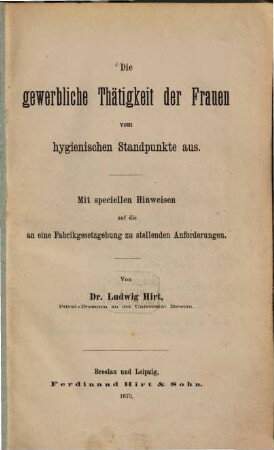 Die
gewerbliche Thätigkeit der Frauen
vom
hygienischen Standpunkte aus.
Mit speciellen Hinweisen
auf die
an eine Fabrikgesetzgebung zu stellenden Anforderungen.
Von
Dr. Ludwig Hirt,
Privat-Docenten an der Universität Breslau.
Breslau und Leipzig,
Ferdinand Hirt & Sohn.
1873.